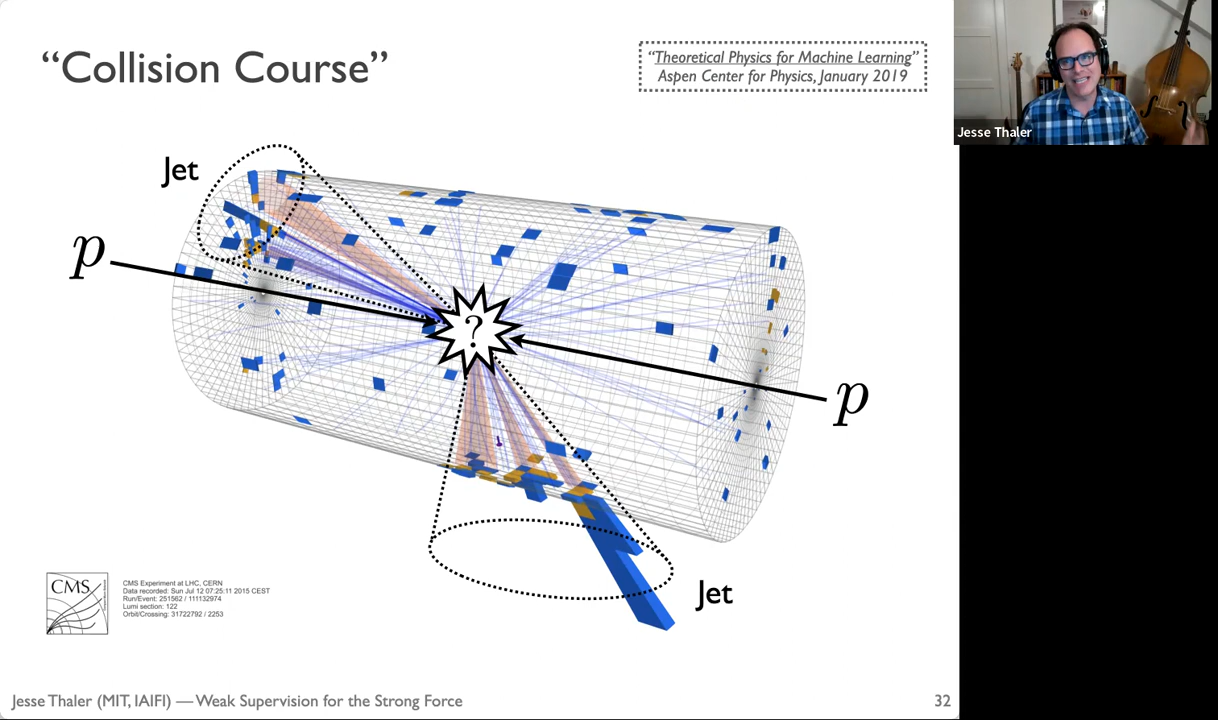 “Collision Course”
“Theoretical Physics for Machine Learning”
Aspen Center for Physics, January 2019
Jesse Thaler
Jet
p
?
p
Jet
CMS
CMS Experiment at LHC, CERN
Data recorded: Sun Jul 12 07:25:11 2015 CEST
Run/Event: 251562 / 111132974
Lumi section: 122
Orbit/Crossing: 31722792 / 2253
Jesse Thaler (MIT, IAIFI) — Weak Supervision for the Strong Force
32